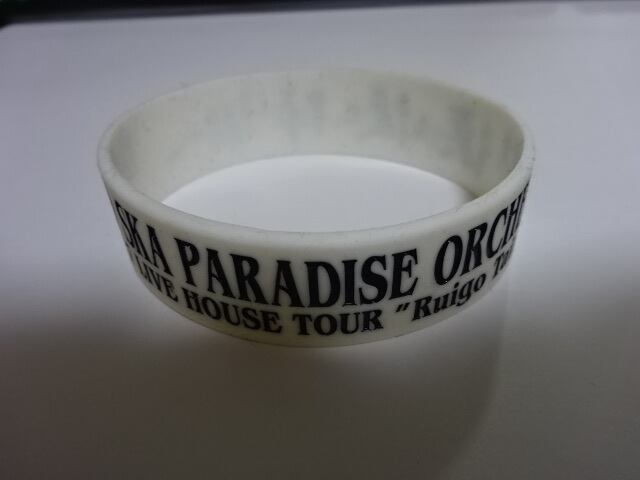 SKA PARADISE ORCHE
LIVE HOUSE TOUR "Ruigo